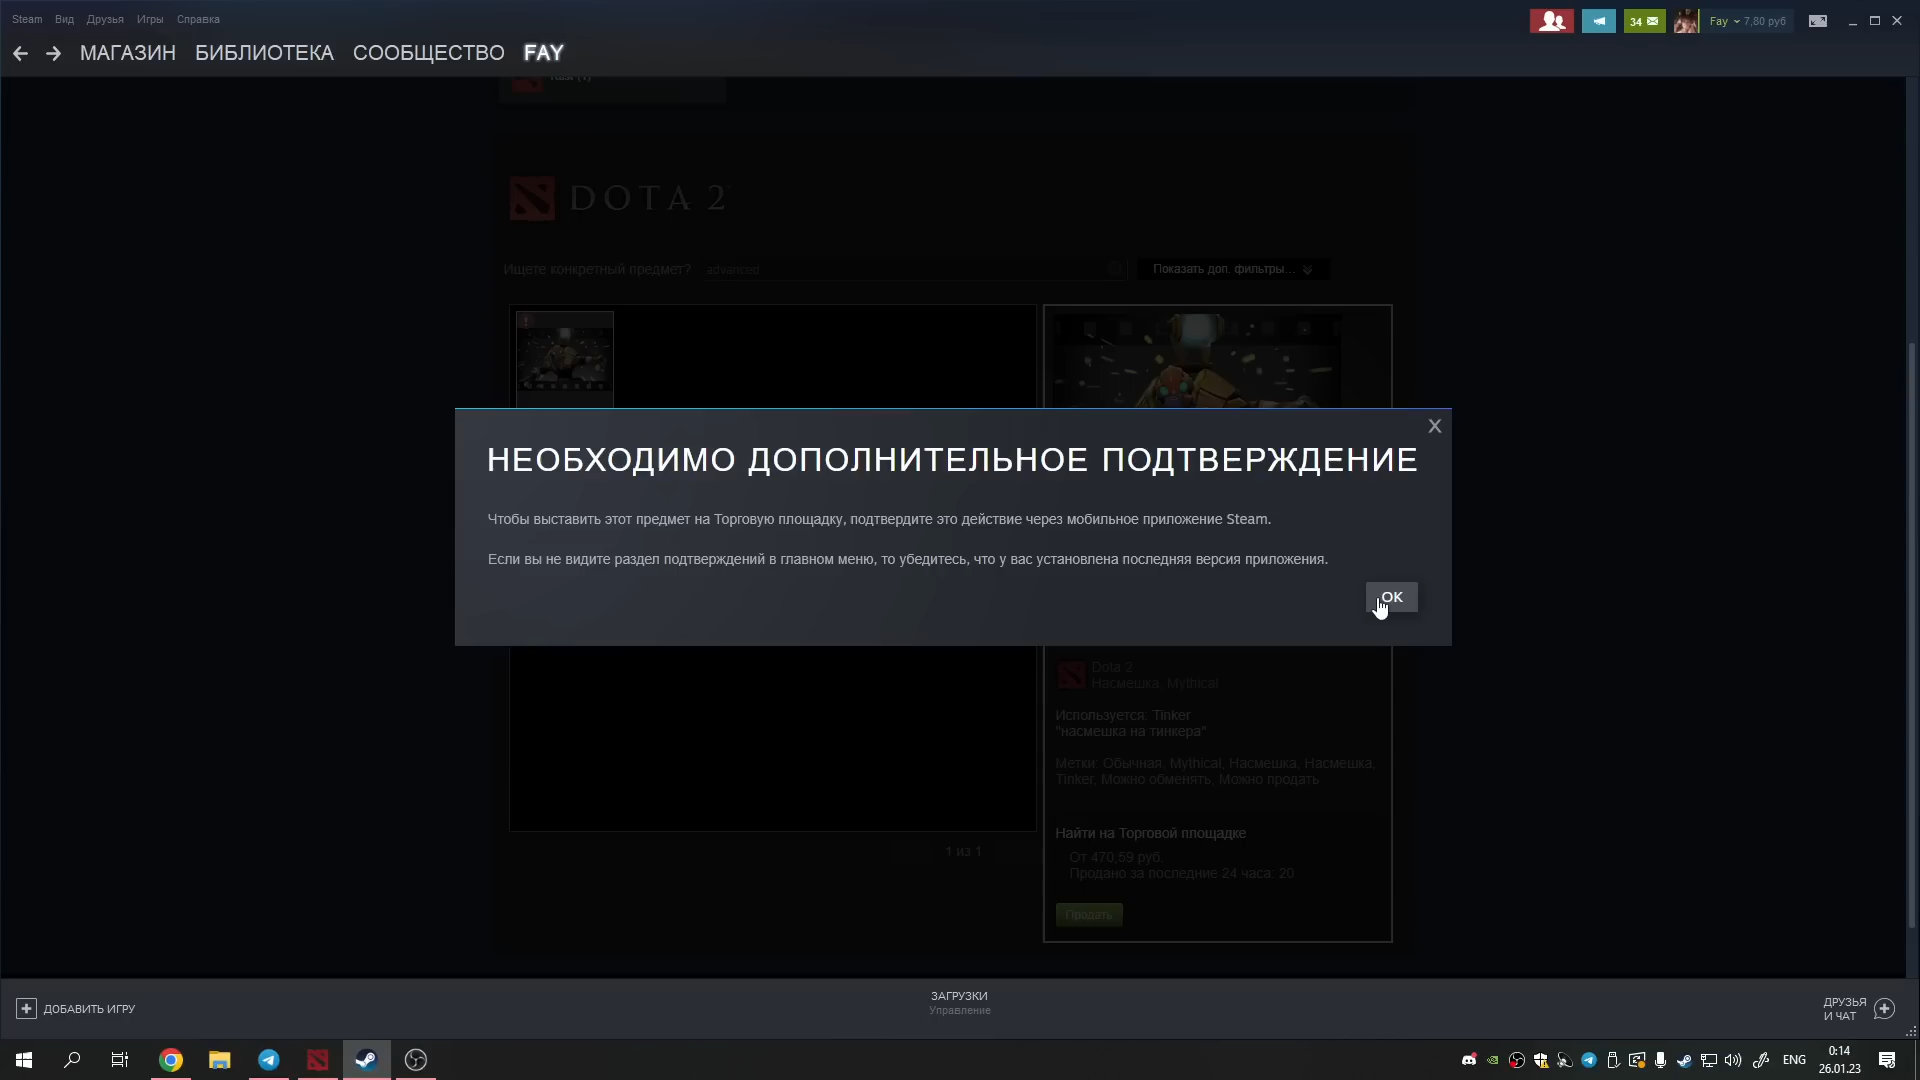 Steam Вид Друзья Игры Справка
34 Fay 7,80 руб
МАГАЗИН БИБЛИОТЕКА СООБЩЕСТВО FAY
DOTA 2
Ищете конкретный предмет? advanced Показать доп. фильтры...
X
НЕОБХОДИМО ДОПОЛНИТЕЛЬНОЕ ПОДТВЕРЖДЕНИЕ
Чтобы выставить этот предмет на Торговую площадку, подтвердите это действие через мобильное приложение Steam.
Если вы не видите раздел подтверждений в главном меню, то убедитесь, что у вас установлена последняя версия приложения.
OK
Dota 2
Насмешка, Mythical
Используется: Tinker
"насмешка на тинкера"
Метки: Обычная, Mythical, Насмешка, Насмешка,
Tinker, Можно обменять, Можно продать
Найти на Торговой площадке
От 470,59 руб.
Продано за последние 24 часа: 20
1 из 1
Продать
ДОБАВИТЬ ИГРУ
ЗАГРУЗКИ
Управление
ДРУЗЬЯ
И ЧАТ
ENG
0:14
26.01.23